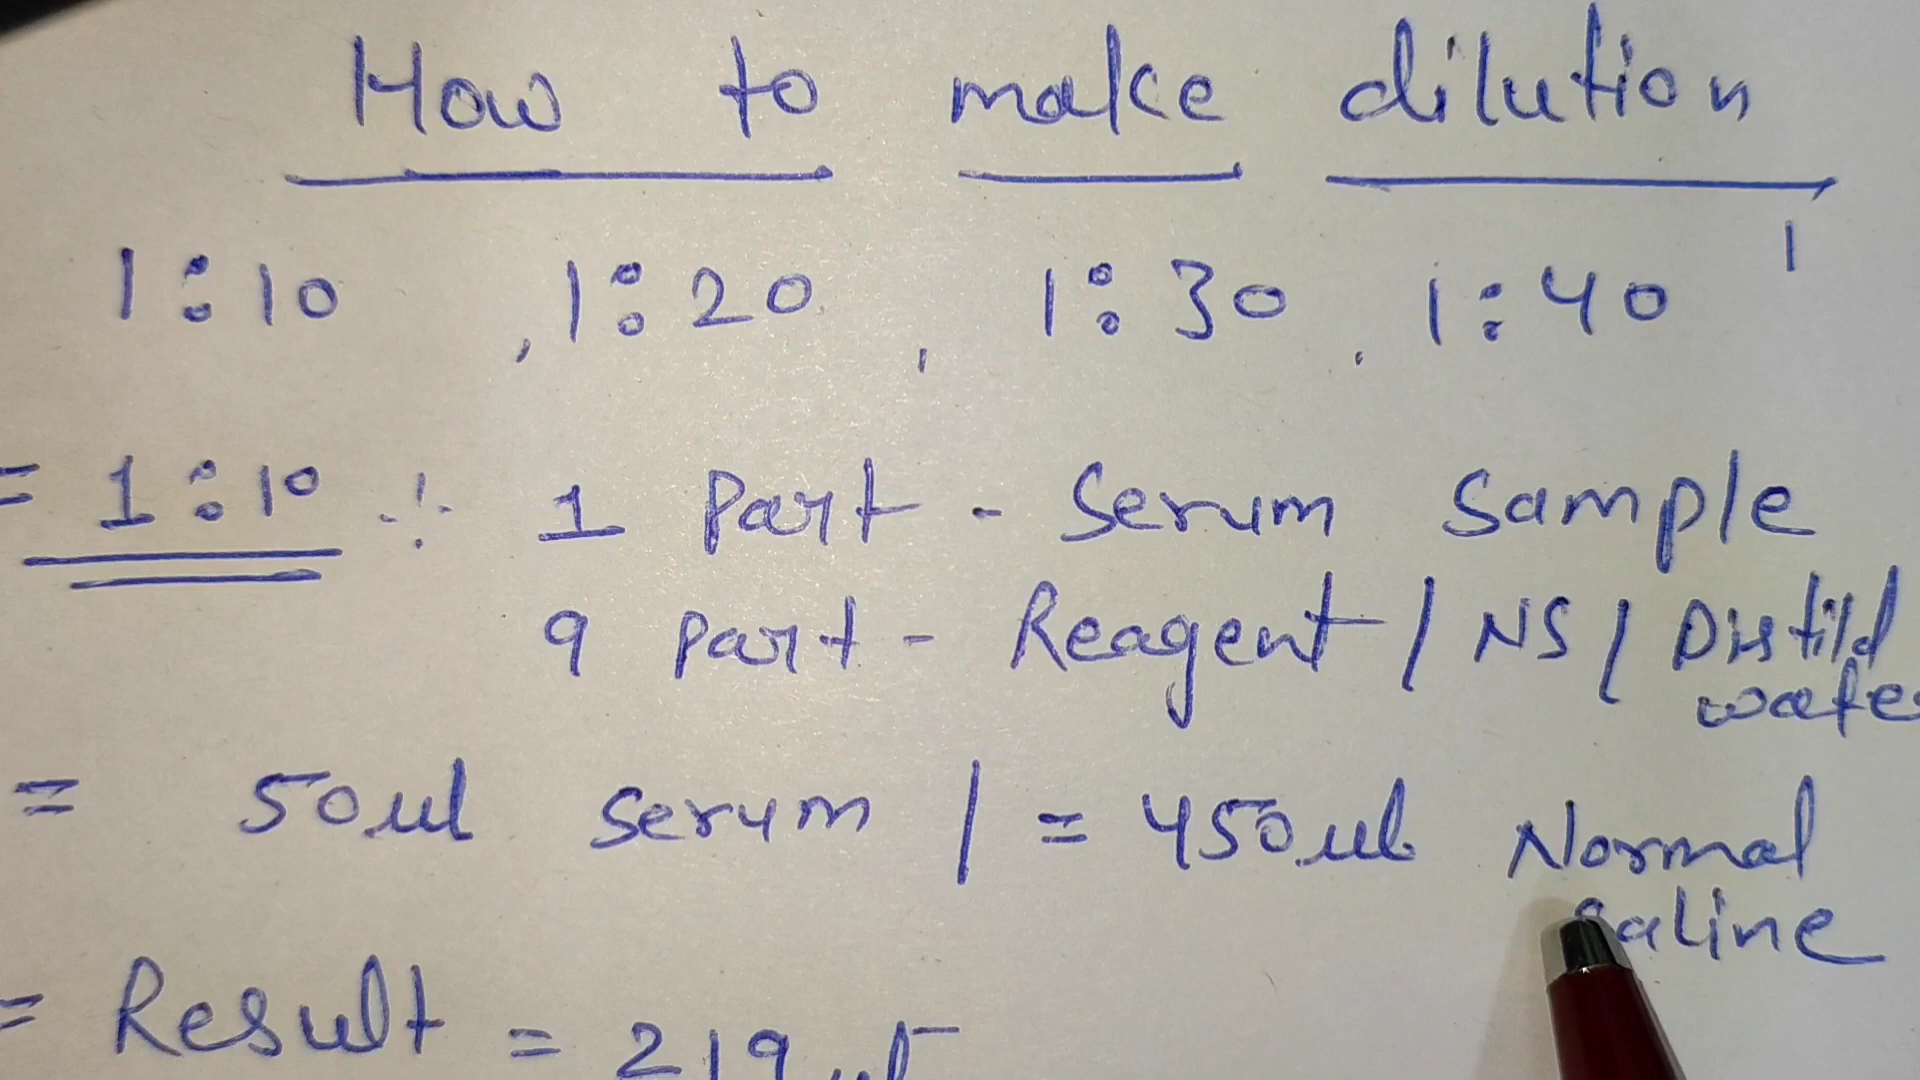 How to make dilution
1:10 , 1:20 , 1:30 , 1:40
= 1:10 ÷ 1 Part - Serum Sample
9 Part - Reagent / NS / Distild
wate
= 50ul serum / = 450ul Normal
Saline
= Result = 219